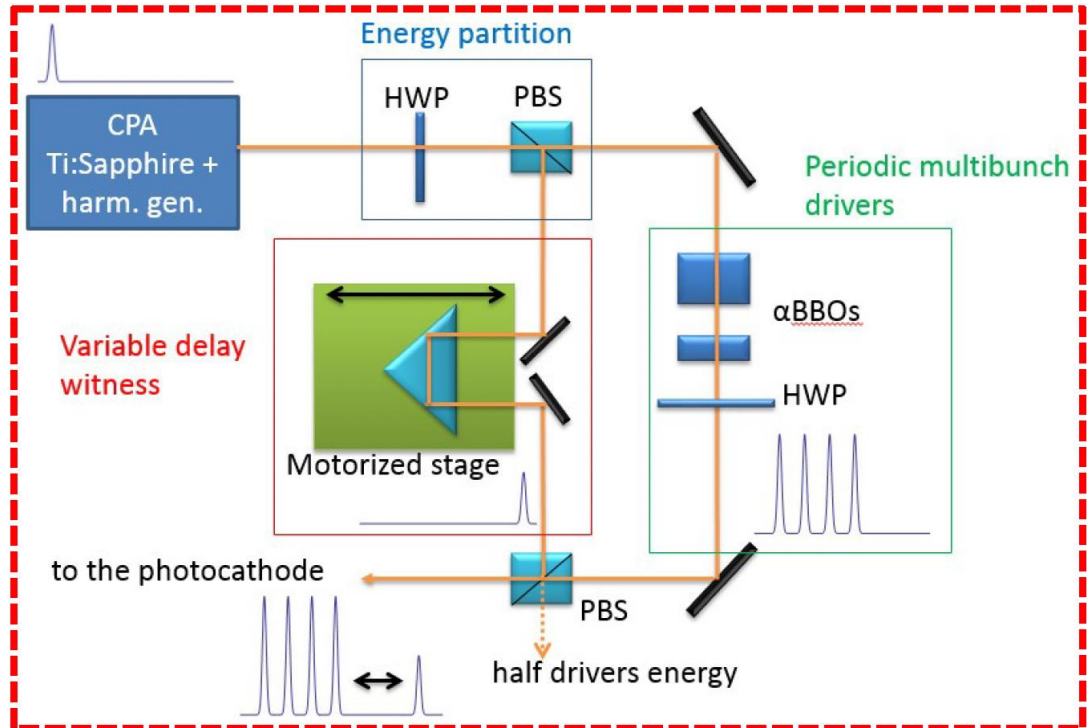 Energy partition
HWP
PBS
CPA
Ti:Sapphire +
harm. gen.
Periodic multibunch
drivers
αBBOs
HWP
Variable delay
witness
Motorized stage
to the photocathode
PBS
half drivers energy